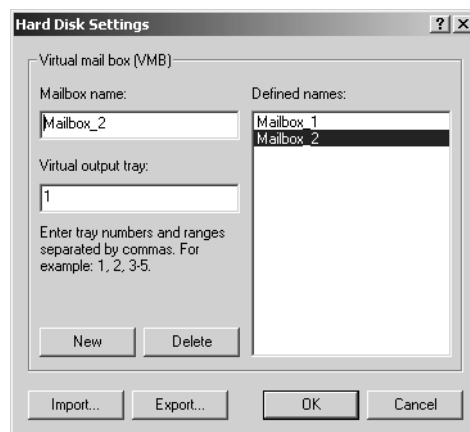 Hard Disk Settings
Virtual mail box (VMB)
Mailbox name:
Mailbox_2
Virtual output tray:
1
Enter tray numbers and ranges
separated by commas. For
example: 1, 2, 3-5.
New
Delete
Defined names:
Mailbox_1
Mailbox_2
Import...
Export...
OK
Cancel